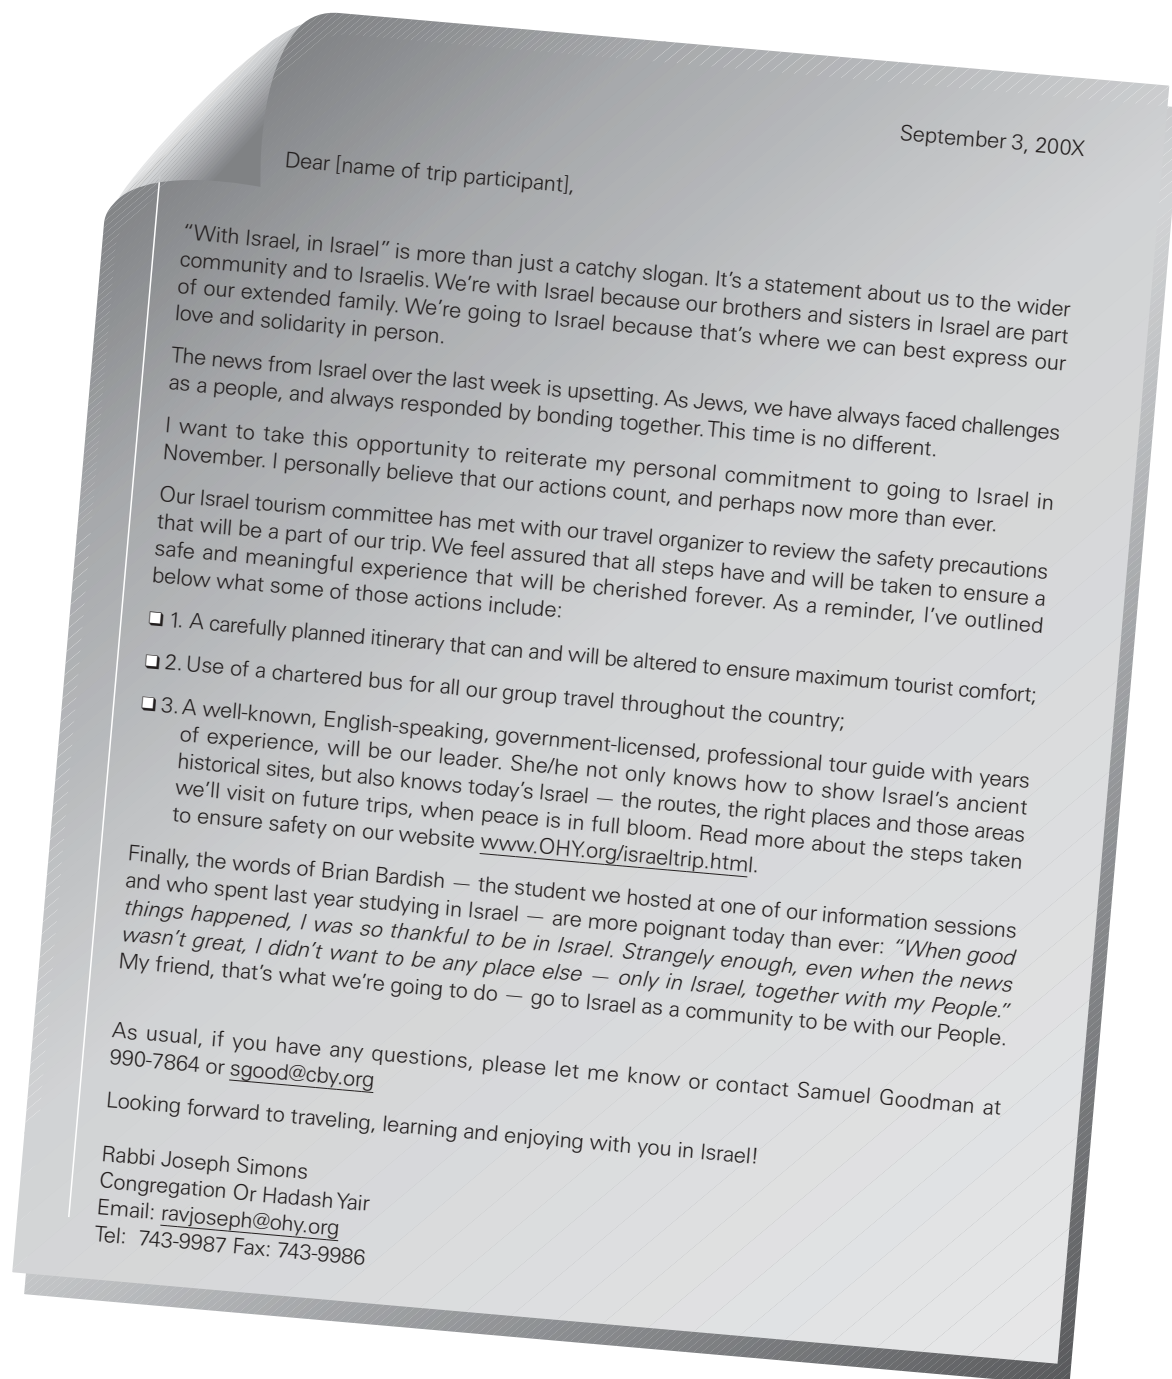 September 3, 200X
Dear [name of trip participant],
“With Israel, in Israel” is more than just a catchy slogan. It’s a statement about us to the wider
community and to Israelis. We’re with Israel because our brothers and sisters in Israel are part
of our extended family. We’re going to Israel because that’s where we can best express our
love and solidarity in person.
The news from Israel over the last week is upsetting. As Jews, we have always faced challenges
as a people, and always responded by bonding together. This time is no different.
I want to take this opportunity to reiterate my personal commitment to going to Israel in
November. I personally believe that our actions count, and perhaps now more than ever.
Our Israel tourism committee has met with our travel organizer to review the safety precautions
that will be a part of our trip. We feel assured that all steps have and will be taken to ensure a
safe and meaningful experience that will be cherished forever. As a reminder, I’ve outlined
below what some of those actions include:
❑ 1. A carefully planned itinerary that can and will be altered to ensure maximum tourist comfort;
❑ 2. Use of a chartered bus for all our group travel throughout the country;
❑ 3. A well-known, English-speaking, government-licensed, professional tour guide with years
of experience, will be our leader. She/he not only knows how to show Israel’s ancient
historical sites, but also knows today’s Israel — the routes, the right places and those areas
we’ll visit on future trips, when peace is in full bloom. Read more about the steps taken
to ensure safety on our website www.OHY.org/israeltrip.html.
Finally, the words of Brian Bardish — the student we hosted at one of our information sessions
and who spent last year studying in Israel — are more poignant today than ever: “When good
things happened, I was so thankful to be in Israel. Strangely enough, even when the news
wasn’t great, I didn’t want to be any place else — only in Israel, together with my People.”
My friend, that’s what we’re going to do — go to Israel as a community to be with our People.
As usual, if you have any questions, please let me know or contact Samuel Goodman at
990-7864 or sgood@cby.org
Looking forward to traveling, learning and enjoying with you in Israel!
Rabbi Joseph Simons
Congregation Or Hadash Yair
Email: ravjoseph@ohy.org
Tel: 743-9987 Fax: 743-9986